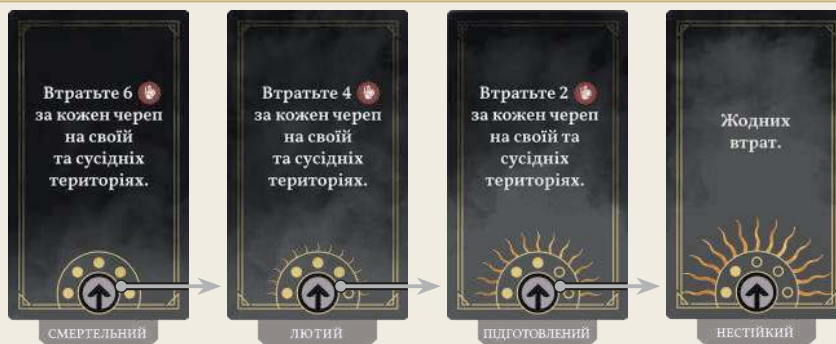 Втратьте 6
за кожен череп
на своїй
та сусідніх
територіях.
СМЕРТЕЛЬНИЙ
Втратьте 4
за кожен череп
на своїй
та сусідніх
територіях.
ЛЮТИЙ
Втратьте 2
за кожен череп
на своїй та
сусідніх
територіях.
ПІДГОТОВЛЕНИЙ
Жодних
втрат.
НЕСТІЙКИЙ